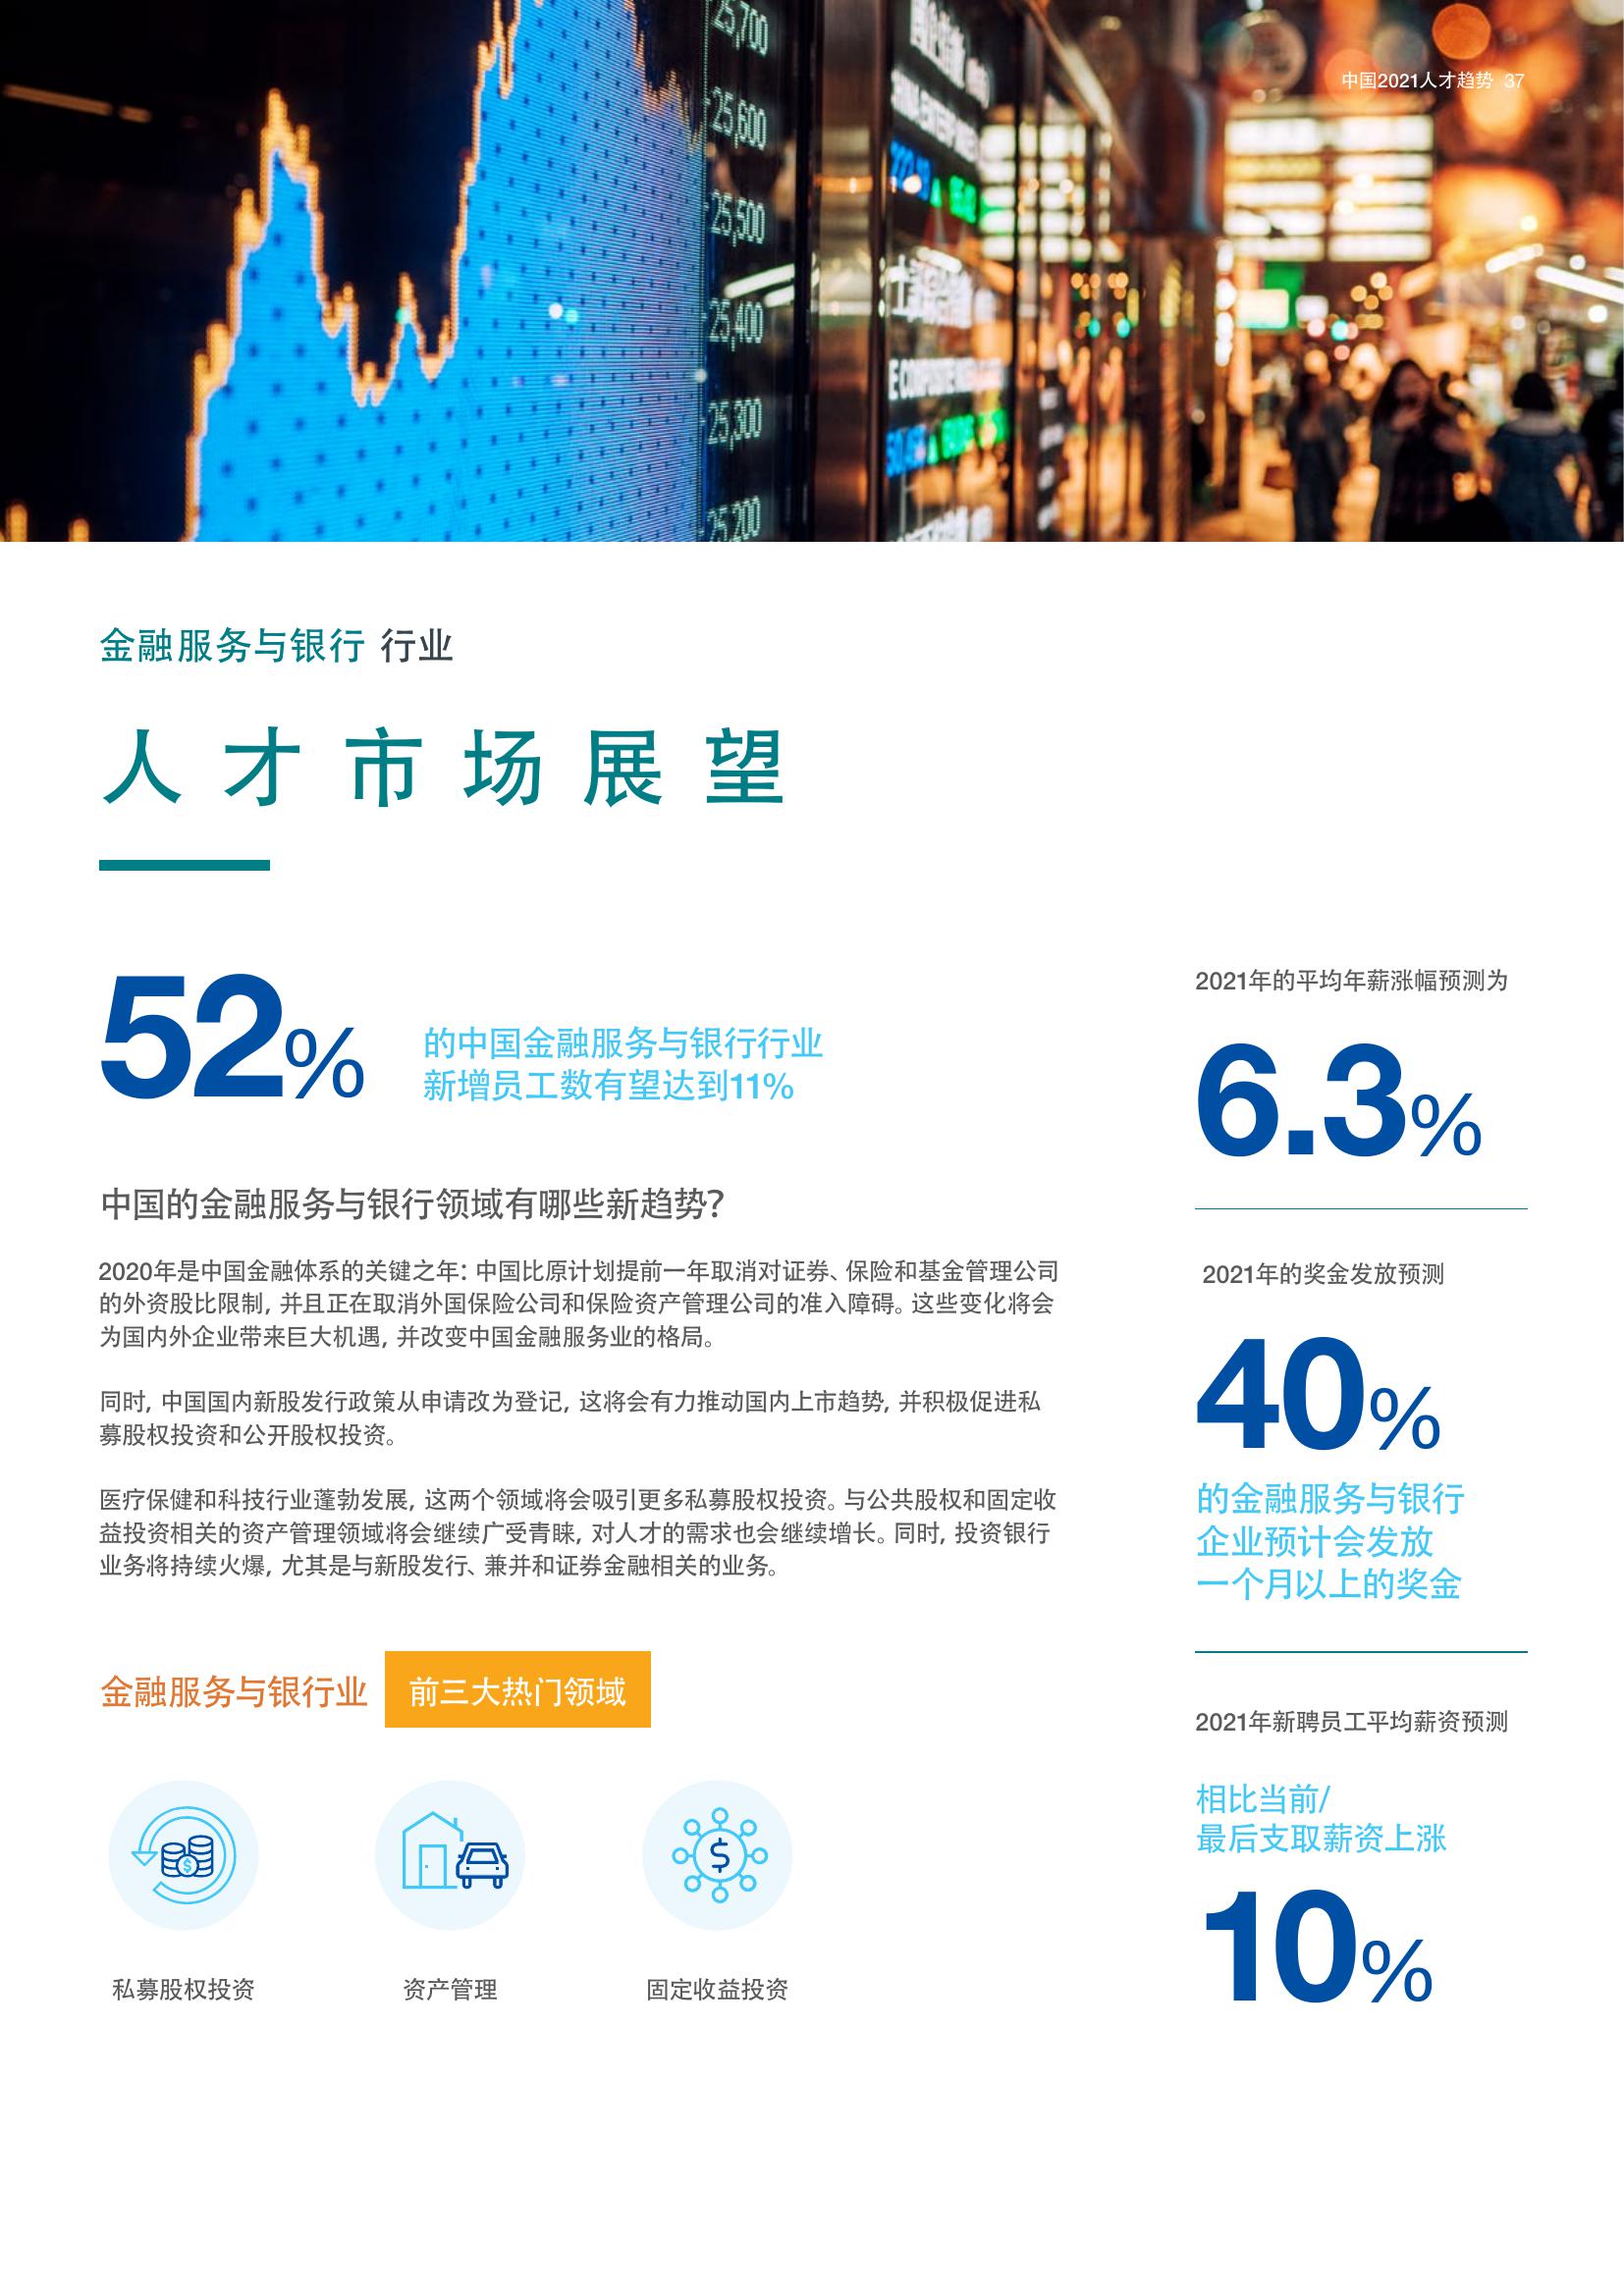 中国2021人才趋势 37
25,700
25,600
25,500
25,400
25,300
25,200
金融服务与银行 行业
人才市场展望
52%
的中国金融服务与银行行业
新增员工数有望达到11%
中国的金融服务与银行领域有哪些新趋势?
2020年是中国金融体系的关键之年: 中国比原计划提前一年取消对证券、保险和基金管理公司
的外资股比限制, 并且正在取消外国保险公司和保险资产管理公司的准入障碍。这些变化将会
为国内外企业带来巨大机遇, 并改变中国金融服务业的格局。
同时, 中国国内新股发行政策从申请改为登记, 这将会有力推动国内上市趋势, 并积极促进私
募股权投资和公开股权投资。
医疗保健和科技行业蓬勃发展, 这两个领域将会吸引更多私募股权投资。与公共股权和固定收
益投资相关的资产管理领域将会继续广受青睐, 对人才的需求也会继续增长。同时, 投资银行
业务将持续火爆, 尤其是与新股发行、兼并和证券金融相关的业务。
金融服务与银行业 前三大热门领域
私募股权投资
资产管理
固定收益投资
2021年的平均年薪涨幅预测为
6.3%
2021年的奖金发放预测
40%
的金融服务与银行
企业预计会发放
一个月以上的奖金
2021年新聘员工平均薪资预测
相比当前/
最后支取薪资上涨
10%